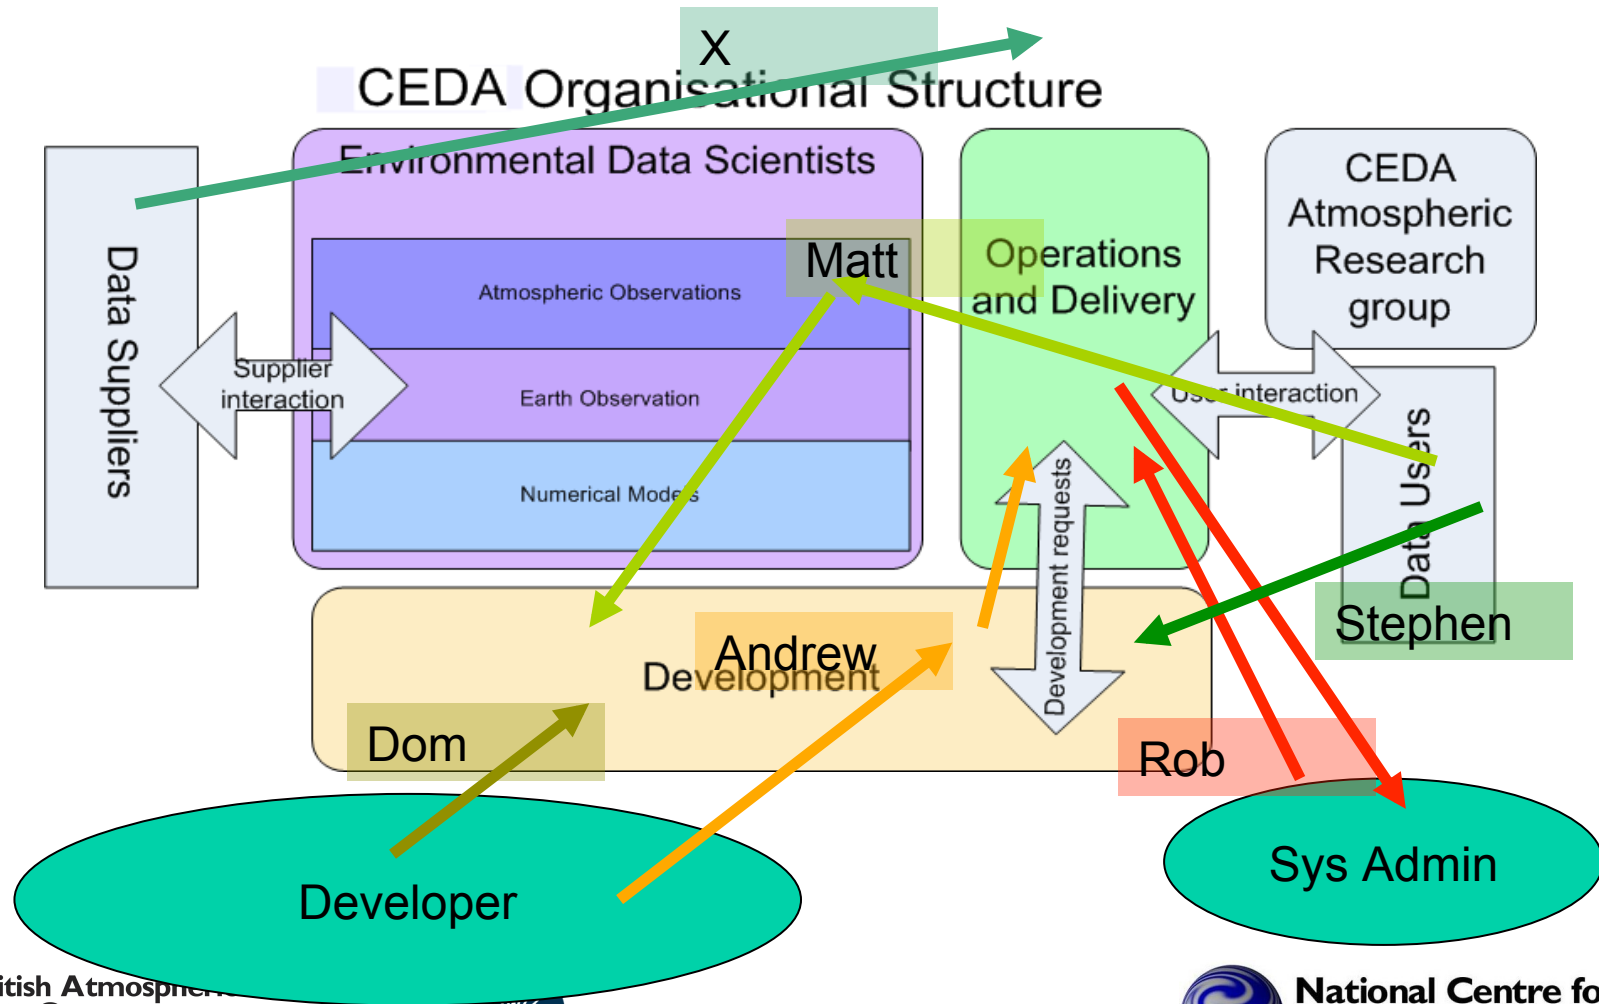 X
CEDA Organisational Structure
Environmental Data Scientists
Data Suppliers
Supplier
interaction
Atmospheric Observations
Earth Observation
Numerical Models
Matt
Operations
and Delivery
CEDA
Atmospheric
Research
group
User interaction
Data Users
Development requests
Stephen
Andrew
Development
Dom
Rob
Developer
Sys Admin
National Centre fo